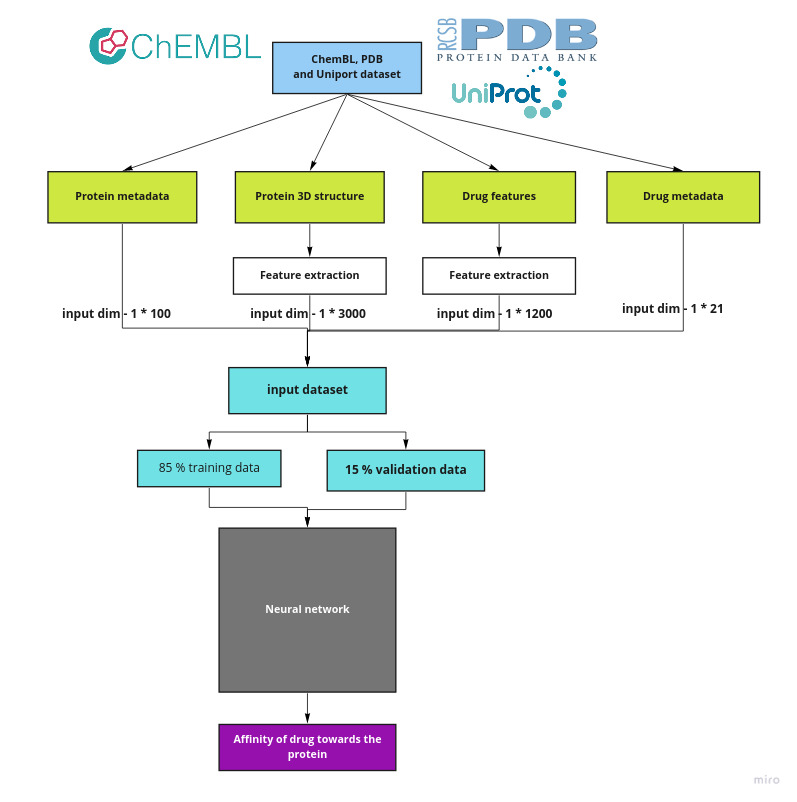 ChEMBL
RCSB
PDB
PROTEIN DATA BANK
ChemBL, PDB
and Uniport dataset
UniProt
Protein metadata
Protein 3D structure
Drug features
Drug metadata
Feature extraction
Feature extraction
input dim - 1 * 100
input dim - 1 * 3000
input dim - 1 * 1200
input dim - 1 * 21
input dataset
85 % training data
15 % validation data
Neural network
Affinity of drug towards the
protein
miro